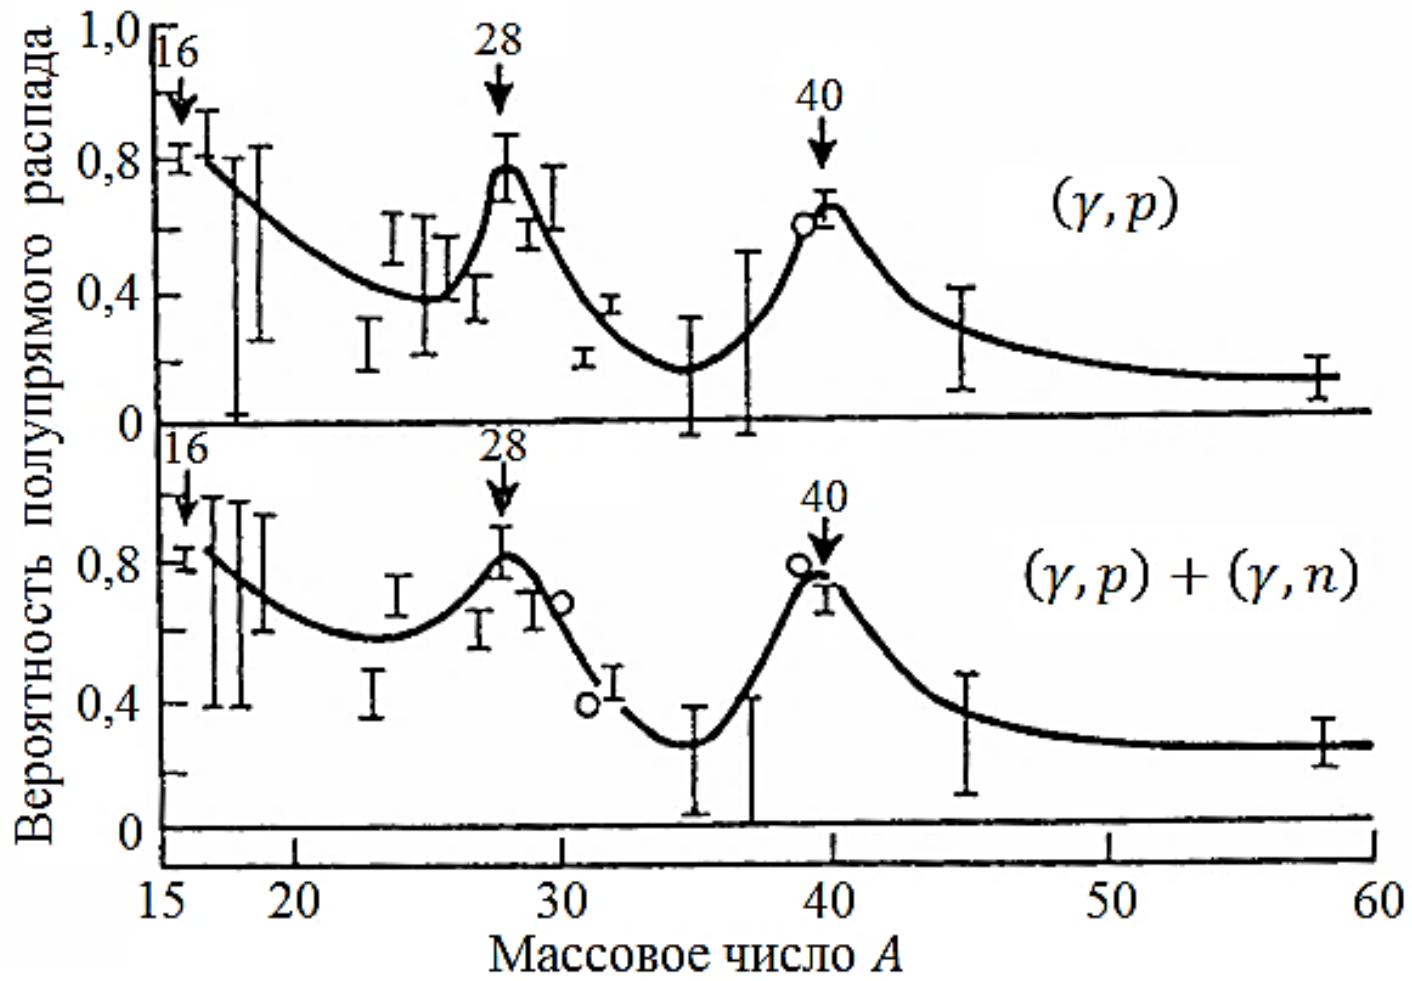 Вероятность полупрямого распада
1,0
0,8
0,4
0
16
28
40
(γ, p)
0,8
0,4
0
16
28
40
(γ, p) + (γ, n)
15 20 30 40 50 60
Массовое число A